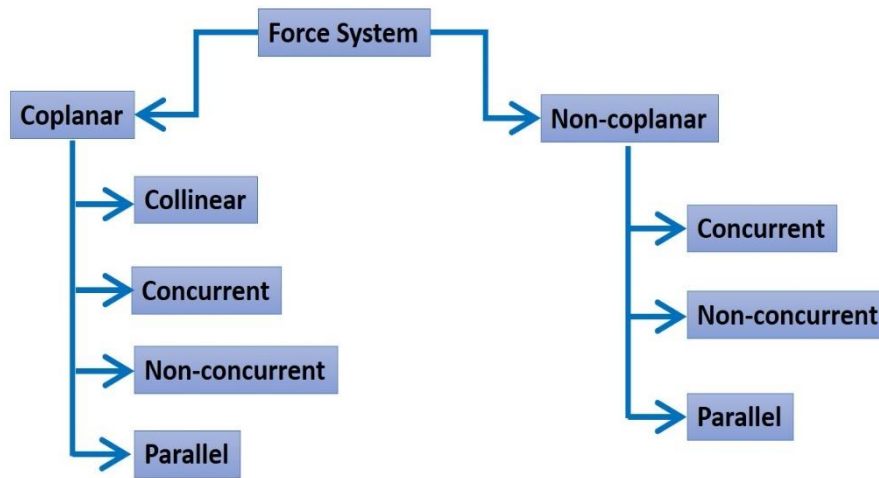 Force System
Coplanar
Non-coplanar
Collinear
Concurrent
Non-concurrent
Parallel
Concurrent
Non-concurrent
Parallel